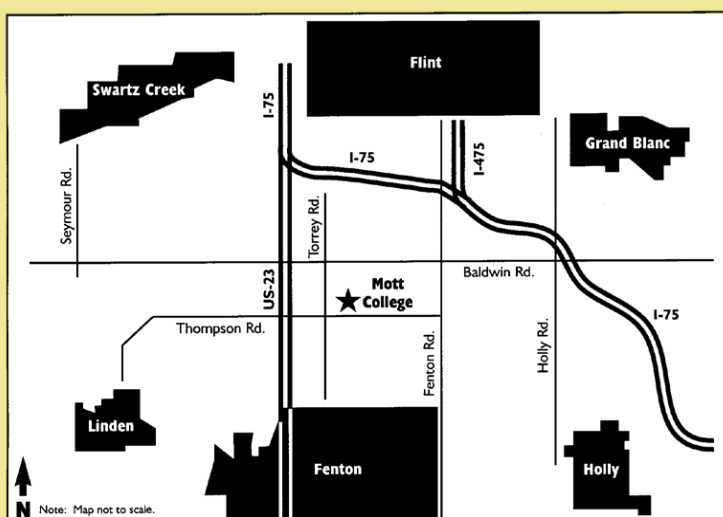 Flint
Swartz Creek
I-75
Grand Blanc
I-75
I-475
Seymour Rd.
Torrey Rd.
US-23
Mott
College
Baldwin Rd.
I-75
Thompson Rd.
Fenton Rd.
Holly Rd.
Linden
Fenton
Holly
N Note: Map not to scale.